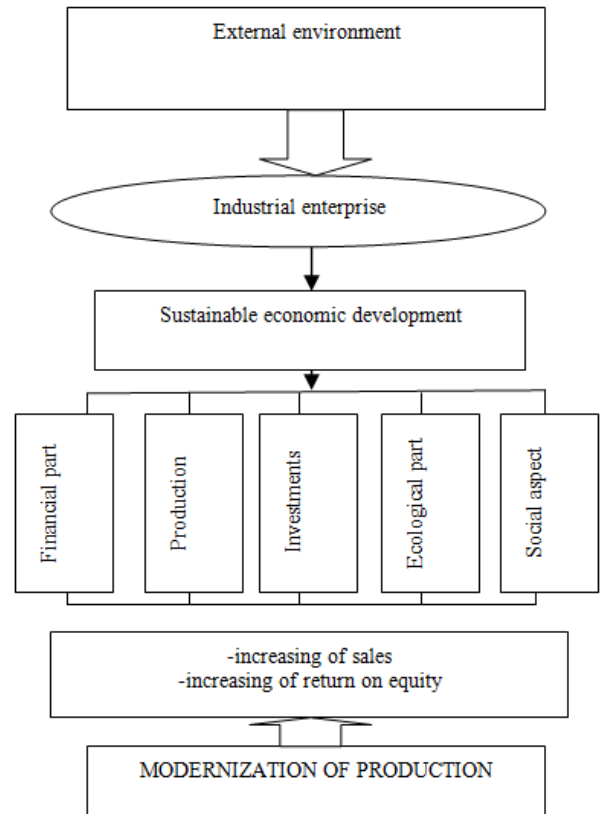 External environment
Industrial enterprise
Sustainable economic development
Financial part
Production
Investments
Ecological part
Social aspect
-increasing of sales
-increasing of return on equity
MODERNIZATION OF PRODUCTION